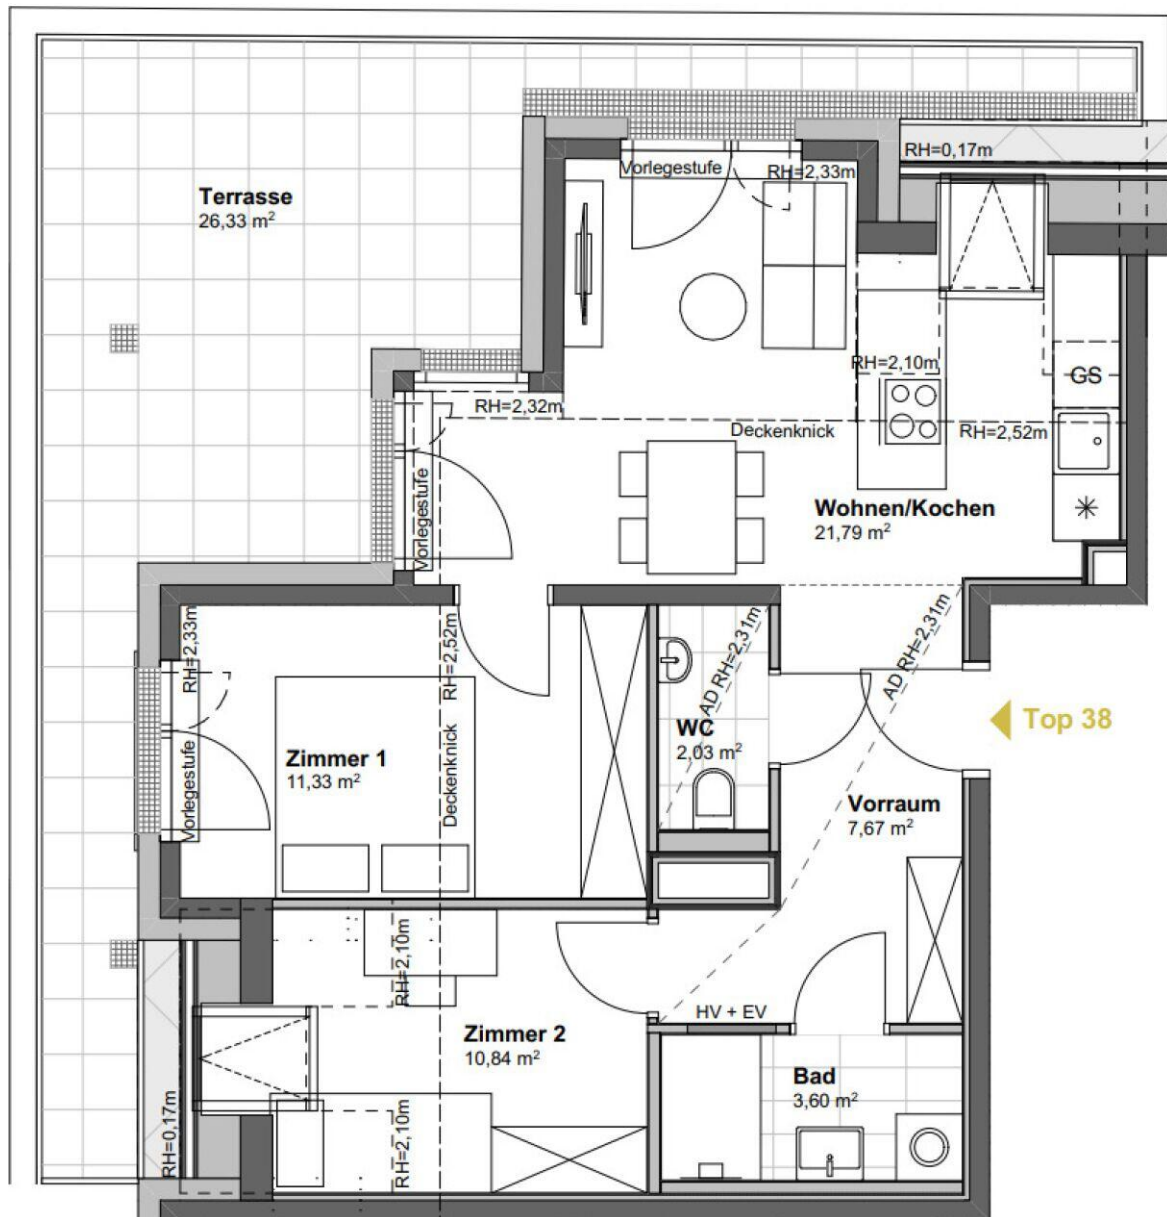 RH=0,17m
Vorlegestufe
RH=2,33m
Terrasse
26,33 m²
RH=2,10m
GS
RH=2,32m
Deckenknick
RH=2,52m
Vorlegestufe
Wohnen/Kochen
21,79 m²
RH=2,33m
RH=2,52m
AD RH=2,31m
AD RH=2,31m
Top 38
WC
2,03 m²
Zimmer 1
11,33 m²
Vorlegestufe
Deckenknick
Vorraum
7,67 m²
RH=2,10m
HV + EV
Zimmer 2
10,84 m²
Bad
3,60 m²
RH=2,10m
RH=0,17m